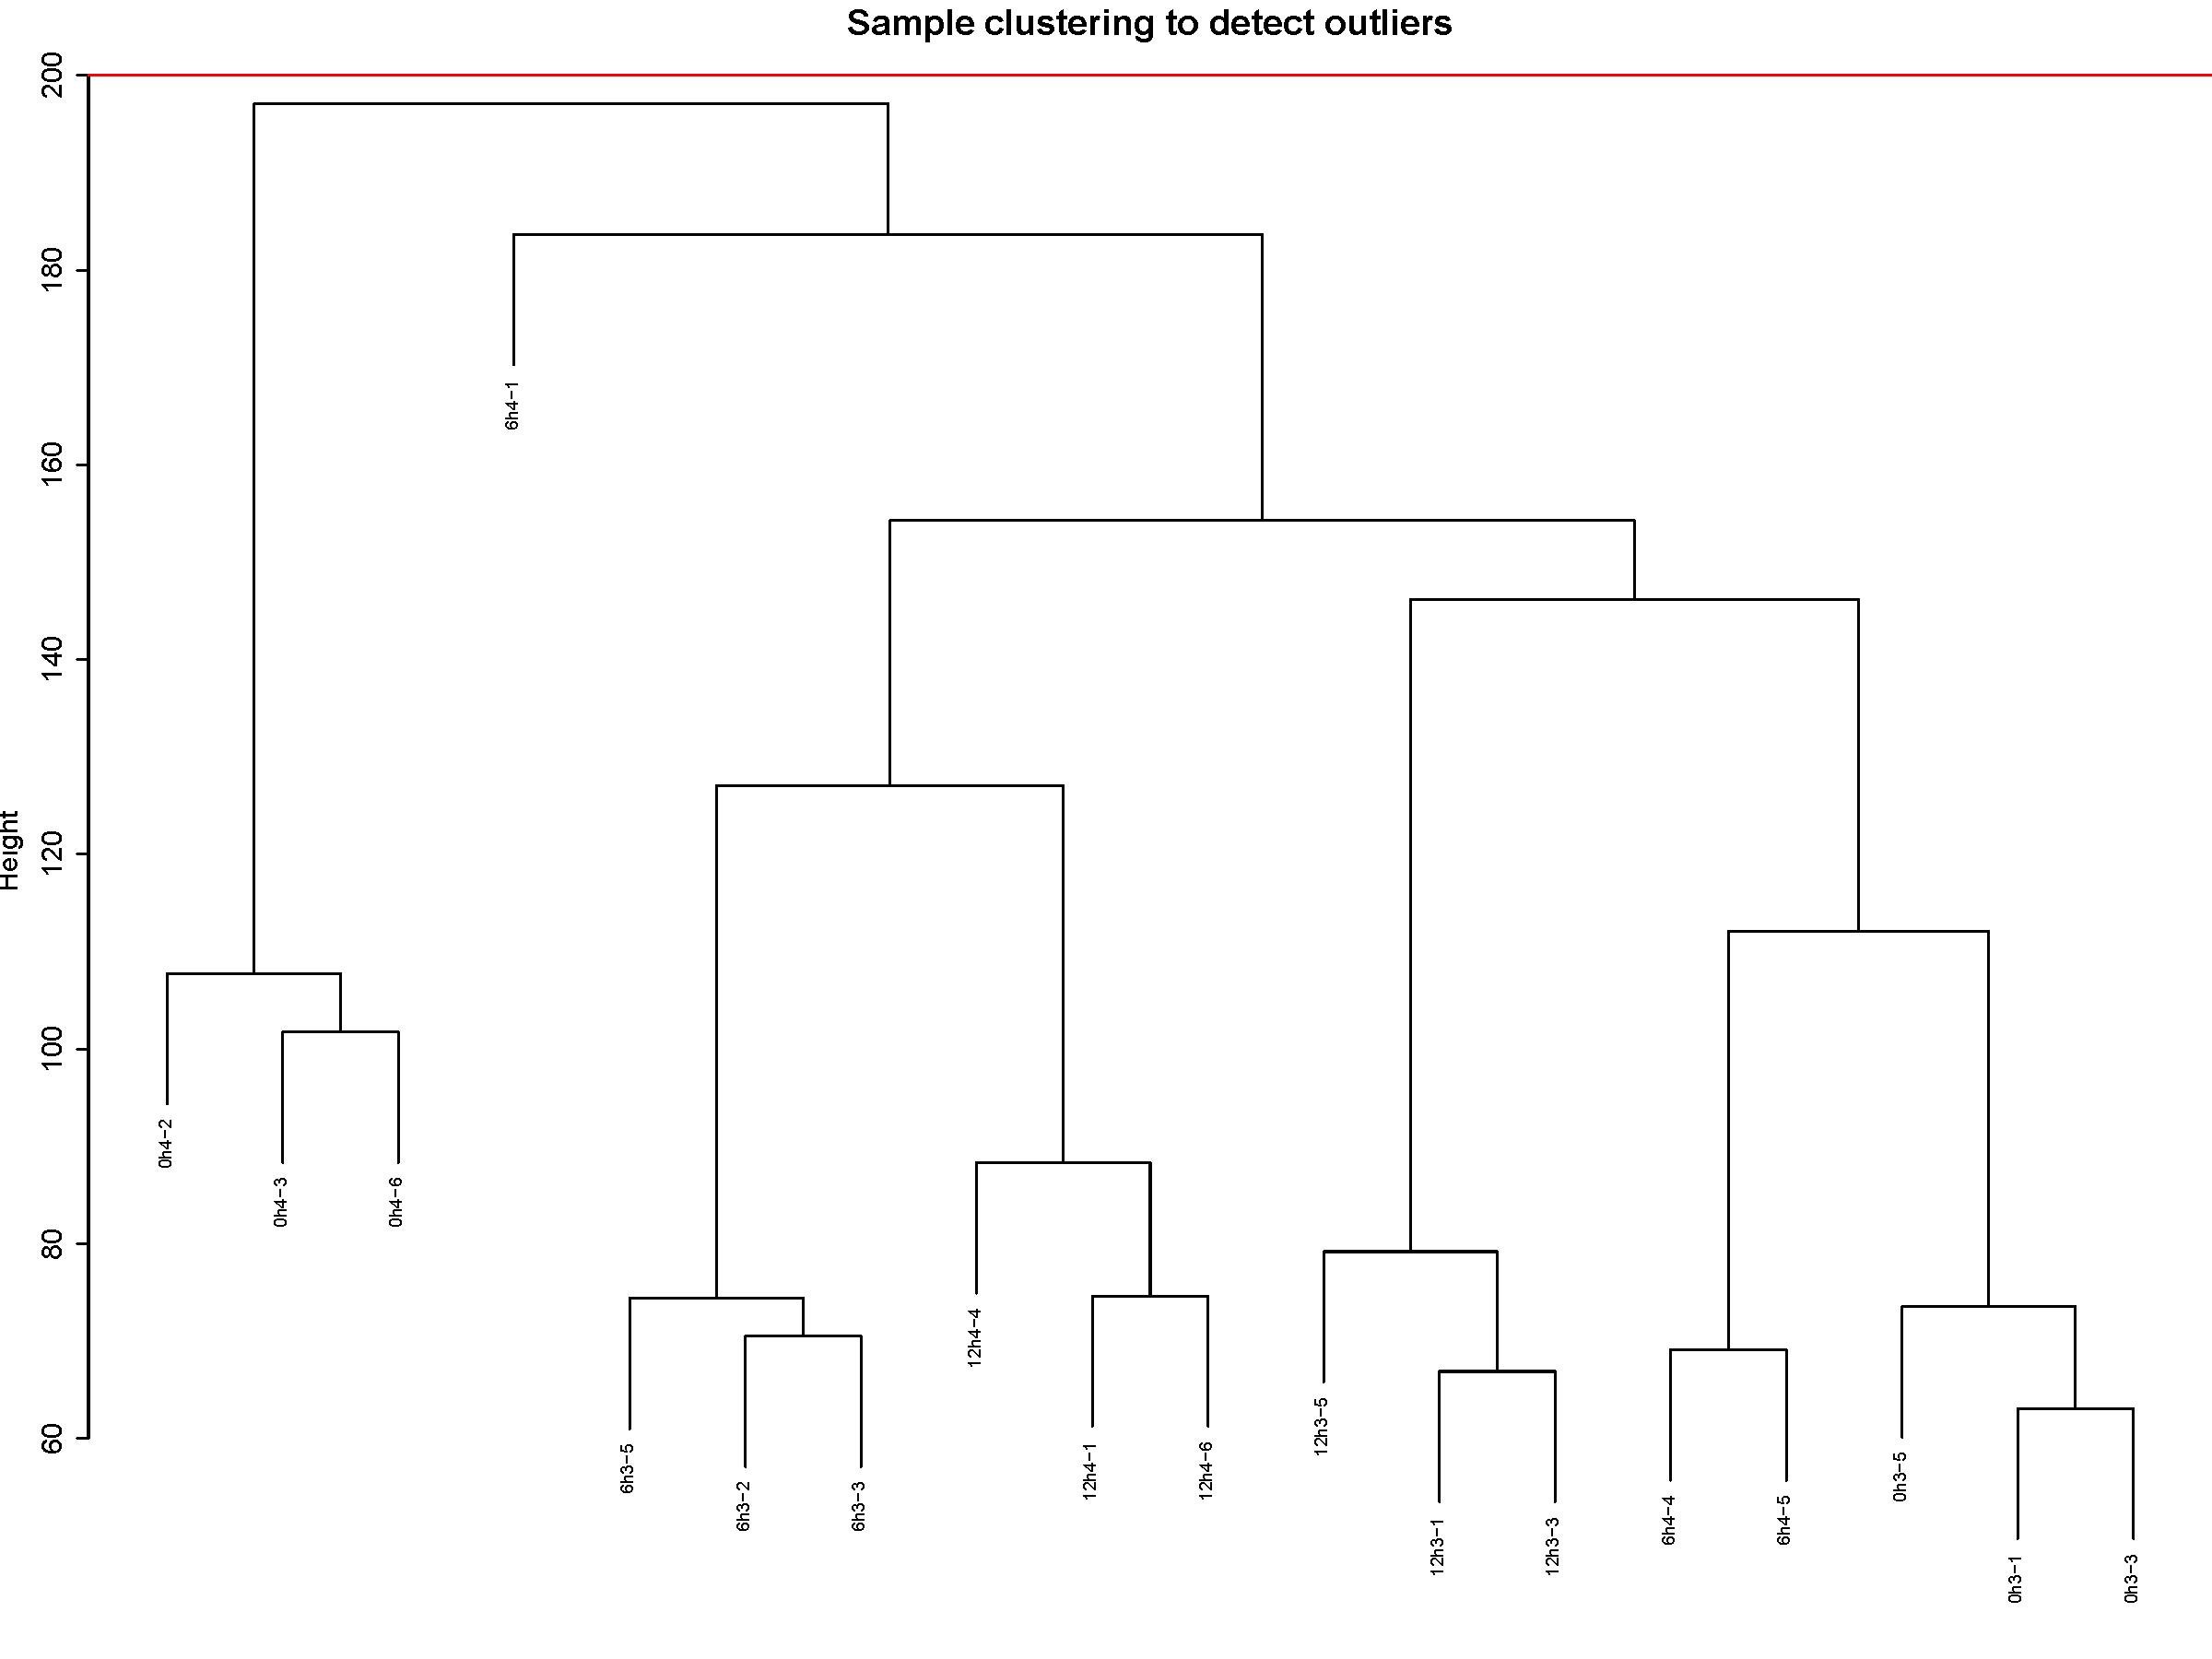 Sample clustering to detect outliers
Height
200
180
160
140
120
100
80
60
0h4-2
0h4-3
0h4-6
6h4-1
6h3-5
6h3-2
6h3-3
12h4-4
12h4-1
12h4-6
12h3-5
12h3-1
12h3-3
6h4-4
6h4-5
0h3-5
0h3-1
0h3-3